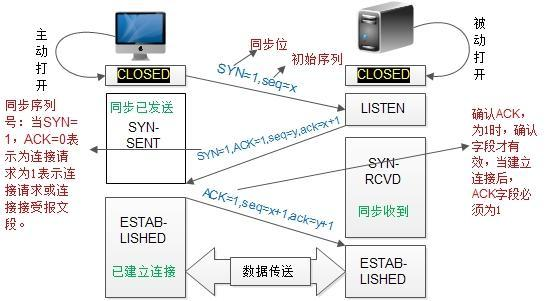 主动打开
被动打开
同步位
初始序列
CLOSED
CLOSED
SYN=1,seq=x
同步序列
号：当SYN=
1，ACK=0表
示为连接请
求为1表示连
接请求或连
接接受报文
段。
同步已发送
SYN-
SENT
LISTEN
SYN=1,ACK=1,seq=y,ack=x+1
确认ACK，
为1时，确认
字段才有
效，当建立
连接后，
ACK字段必
须为1
SYN-
RCVD
同步收到
ACK=1,seq=x+1,ack=y+1
ESTAB-
LISHED
已建立连接
数据传送
ESTAB-
LISHED